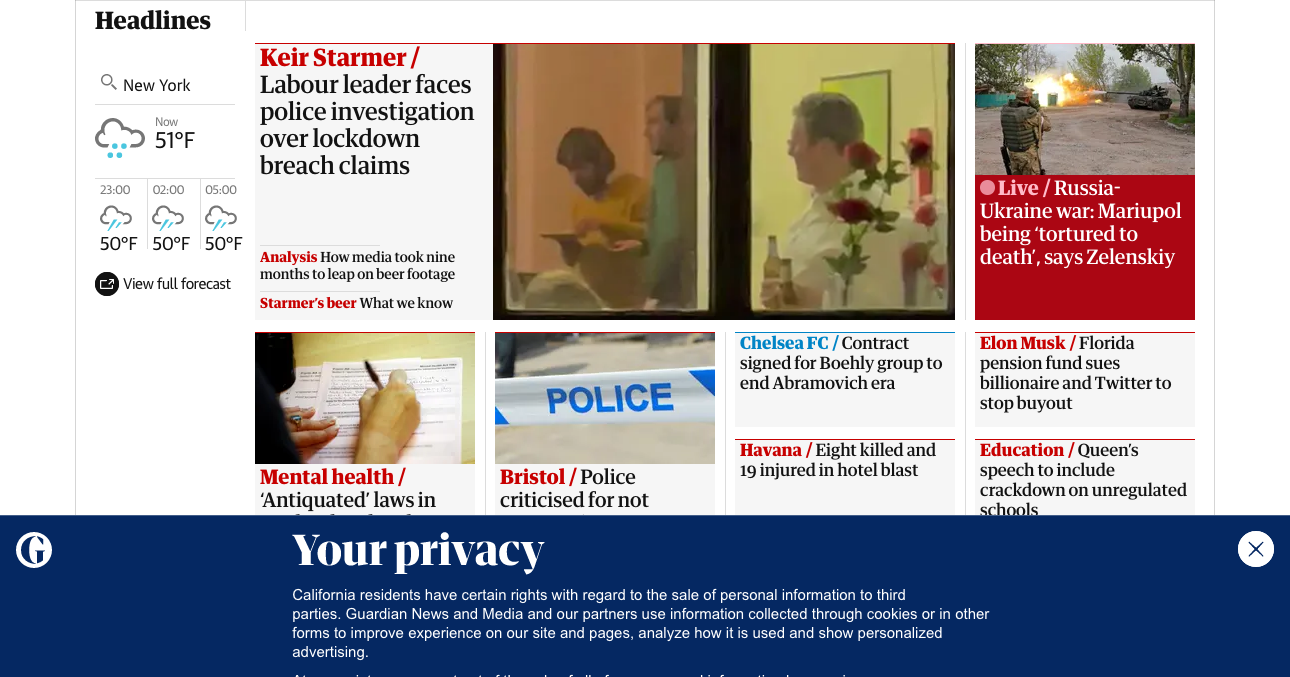 Headlines
New York
Now
51°F
23:00
50°F
02:00
50°F
05:00
50°F
View full forecast
Keir Starmer /
Labour leader faces
police investigation
over lockdown
breach claims
Analysis How media took nine
months to leap on beer footage
Starmer's beer What we know
Live / Russia-
Ukraine war: Mariupol
being 'tortured to
death', says Zelenskiy
Mental health /
'Antiquated' laws in
POLICE
Bristol / Police
criticised for not
Chelsea FC / Contract
signed for Boehly group to
end Abramovich era
Havana / Eight killed and
19 injured in hotel blast
Elon Musk / Florida
pension fund sues
billionaire and Twitter to
stop buyout
Education / Queen's
speech to include
crackdown on unregulated
schools
Your privacy
California residents have certain rights with regard to the sale of personal information to third
parties. Guardian News and Media and our partners use information collected through cookies or in other
forms to improve experience on our site and pages, analyze how it is used and show personalized
advertising.